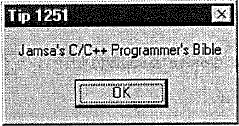 Tip 1251
Jamsa's C/C++ Programmer's Bible
OK